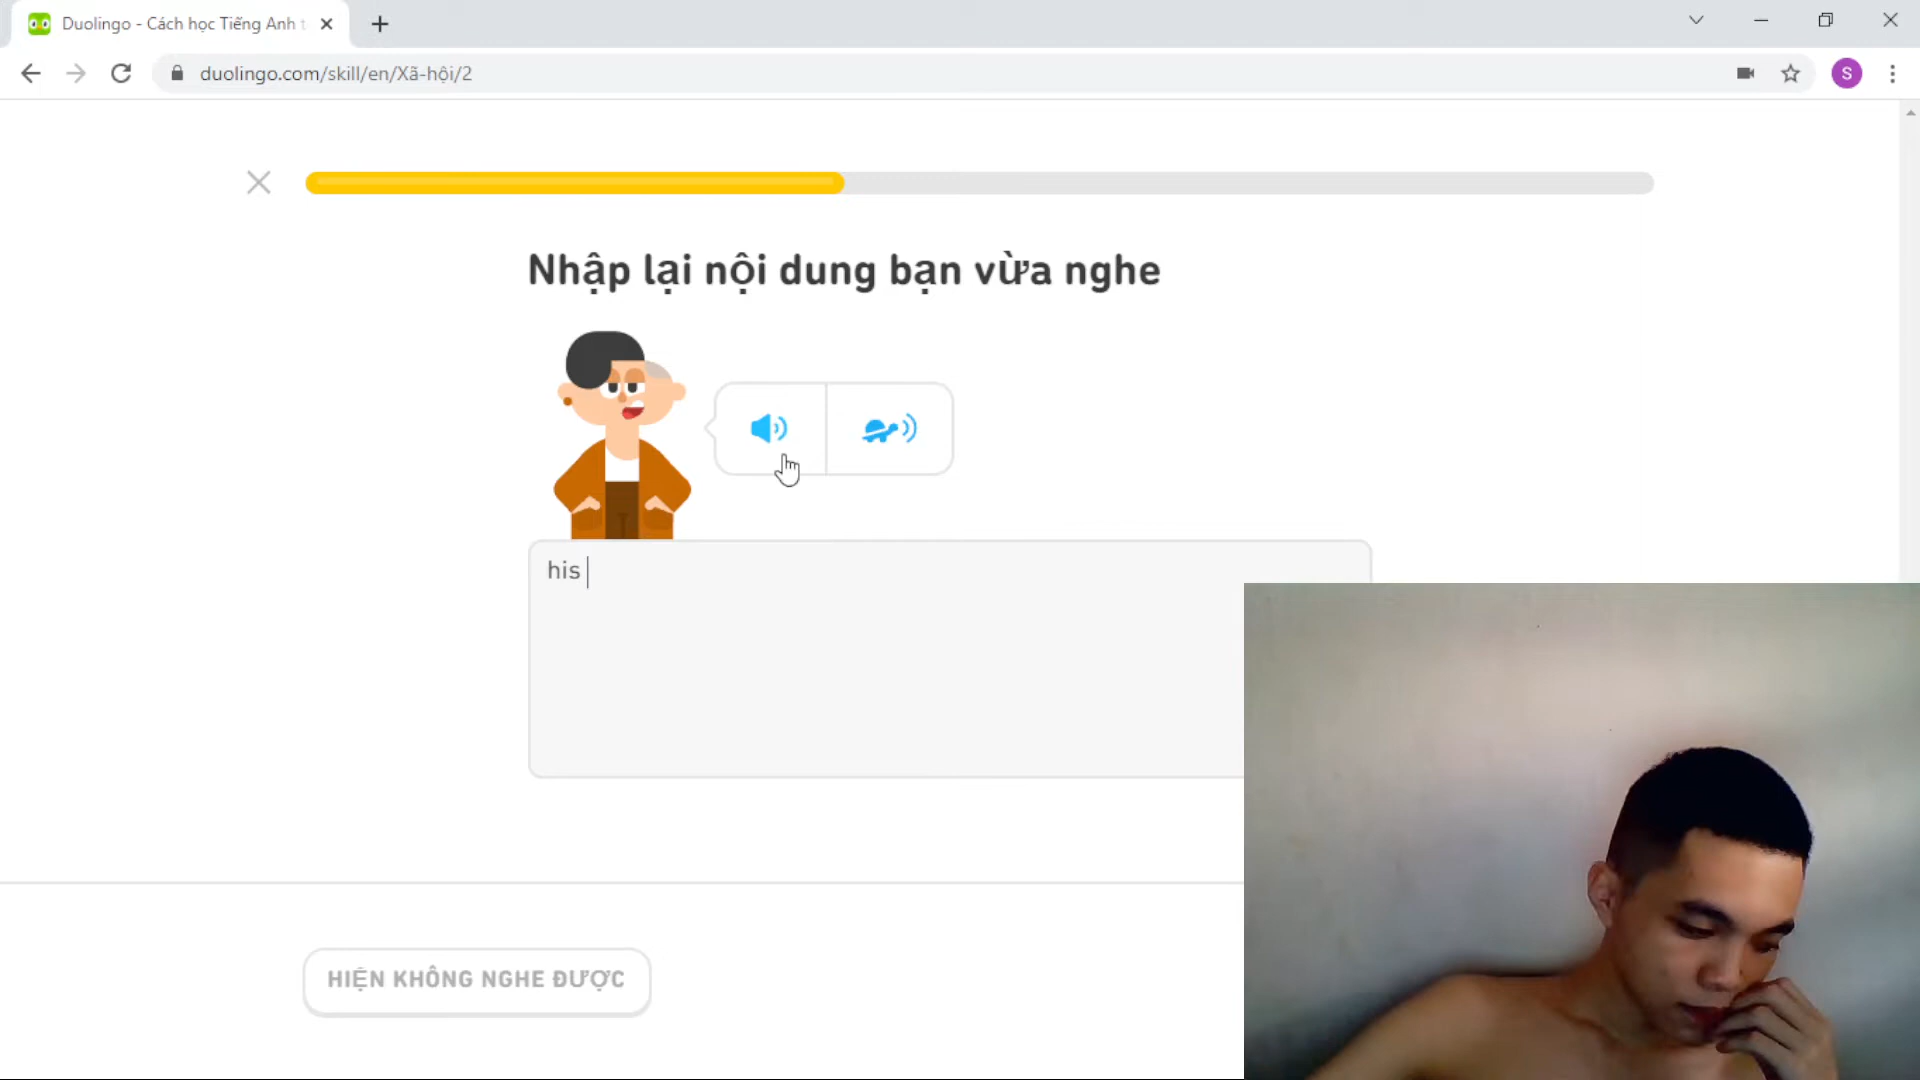 Duolingo - Cách học Tiếng Anh t
duolingo.com/skill/en/Xã-hội/2
S
Nhập lại nội dung bạn vừa nghe
his
HIỆN KHÔNG NGHE ĐƯỢC